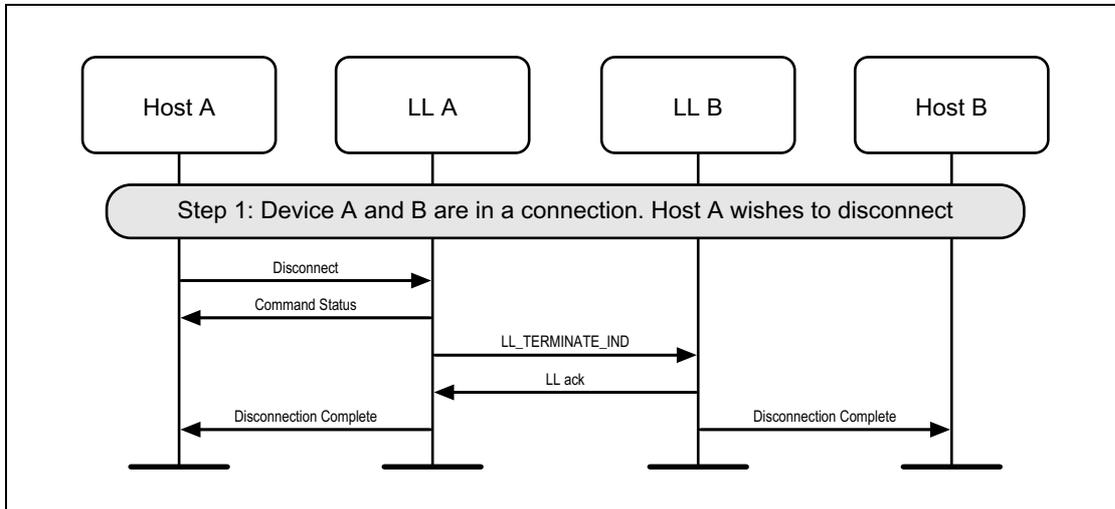 Host A
LL A
LL B
Host B
Step 1: Device A and B are in a connection. Host A wishes to disconnect
Disconnect
Command Status
LL_TERMINATE_IND
LL ack
Disconnection Complete
Disconnection Complete